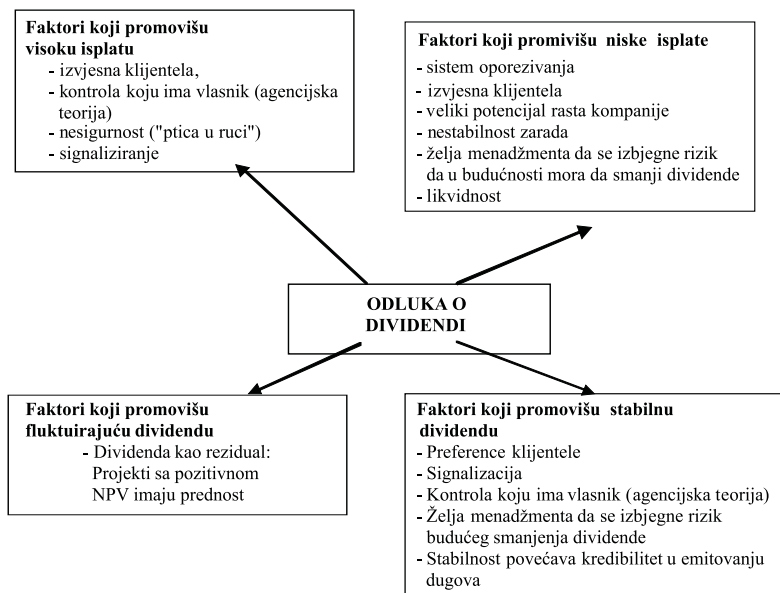 Faktori koji promovišu
visoku isplatu
- izvjesna klijentela,
- kontrola koju ima vlasnik (agencijska
teorija)
- nesigurnost ("ptica u ruci")
- signaliziranje
Faktori koji promivišu niske isplate
- sistem oporezivanja
- izvjesna klijentela
- veliki potencijal rasta kompanije
- nestabilnost zarada
- želja menadžmenta da se izbjegne rizik
da u budućnosti mora da smanji dividende
- likvidnost
ODLUKA O
DIVIDENDI
Faktori koji promovišu
fluktuirajuću dividendu
- Dividenda kao rezidual:
Projekti sa pozitivnom
NPV imaju prednost
Faktori koji promovišu stabilnu
dividendu
- Preference klijentele
- Signalizacija
- Kontrola koju ima vlasnik (agencijska teorija)
- Želja menadžmenta da se izbjegne rizik
budućeg smanjenja dividende
- Stabilnost povećava kredibilitet u emitovanju
dugova